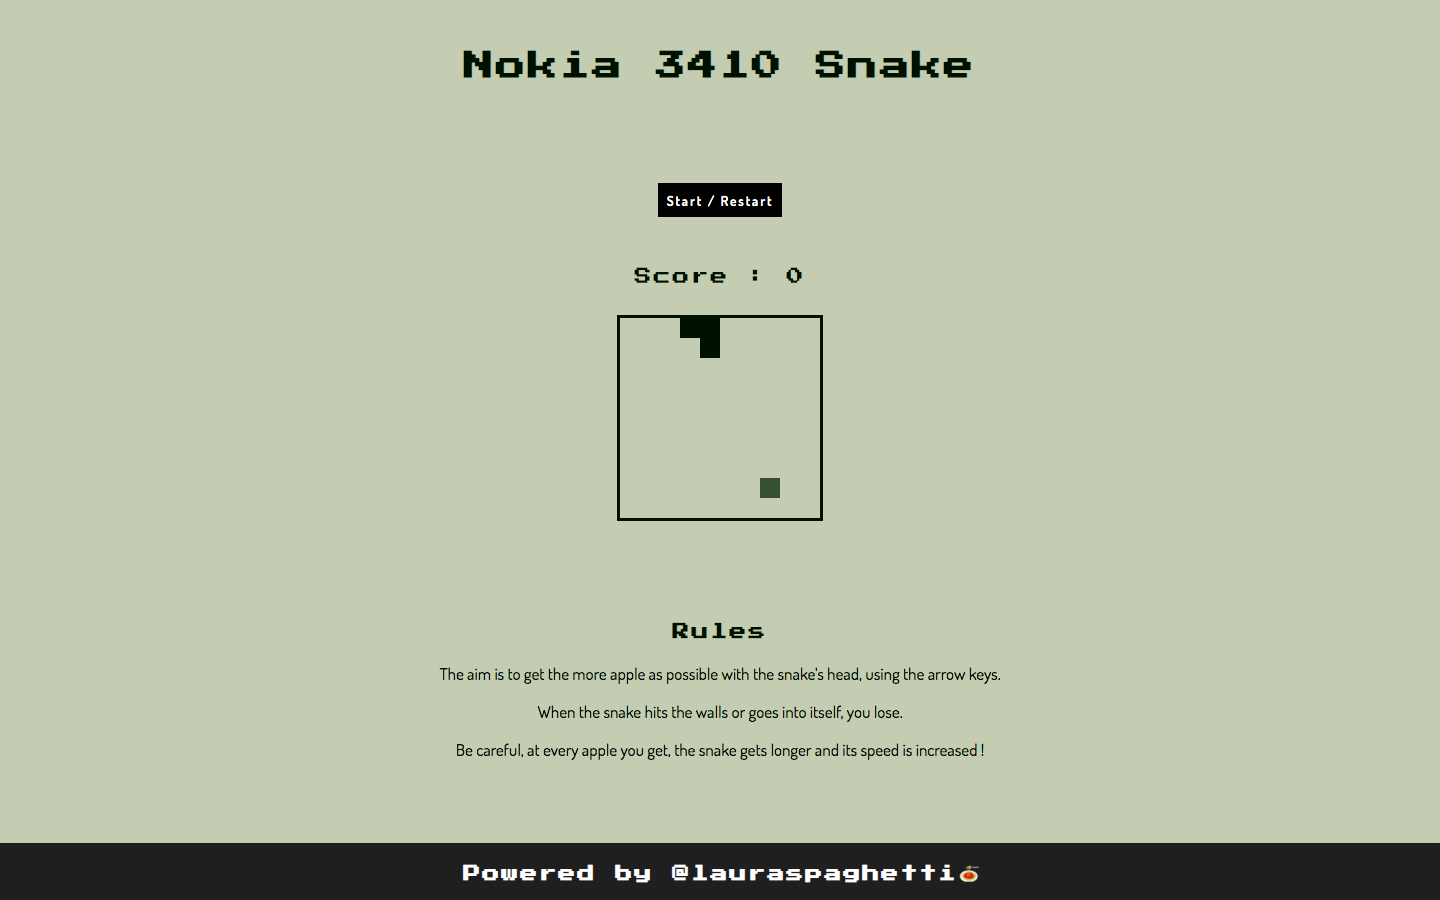 Nokia 3410 Snake
Start / Restart
Score : 0
Rules
The aim is to get the more apple as possible with the snake's head, using the arrow keys.
When the snake hits the walls or goes into itself, you lose.
Be careful, at every apple you get, the snake gets longer and its speed is increased !
Powered by @lauraspaghetti🍝